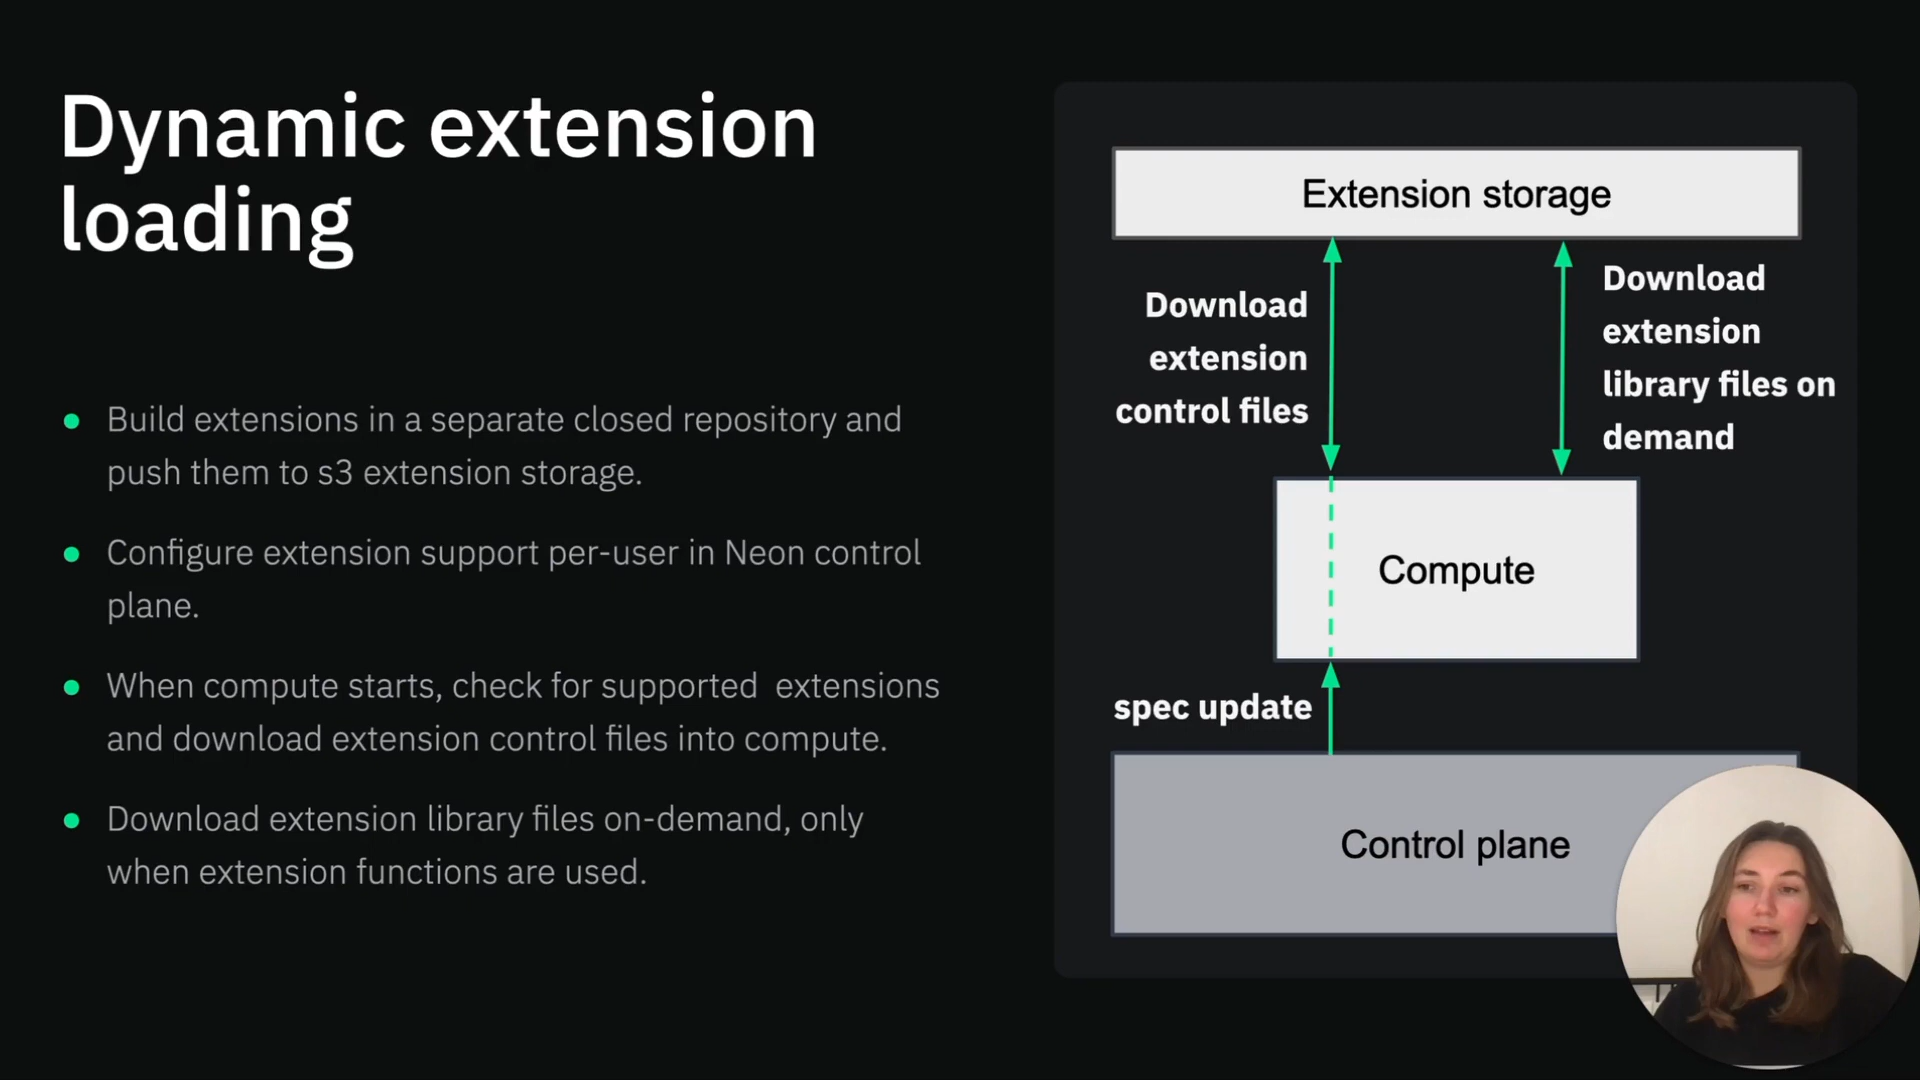 Dynamic extension
loading
Build extensions in a separate closed repository and
push them to s3 extension storage.
Configure extension support per-user in Neon control
plane.
When compute starts, check for supported  extensions
and download extension control files into compute.
Download extension library files on-demand, only
when extension functions are used.
Extension storage
Download
extension
control files
Download
extension
library files on
demand
Compute
spec update
Control plane